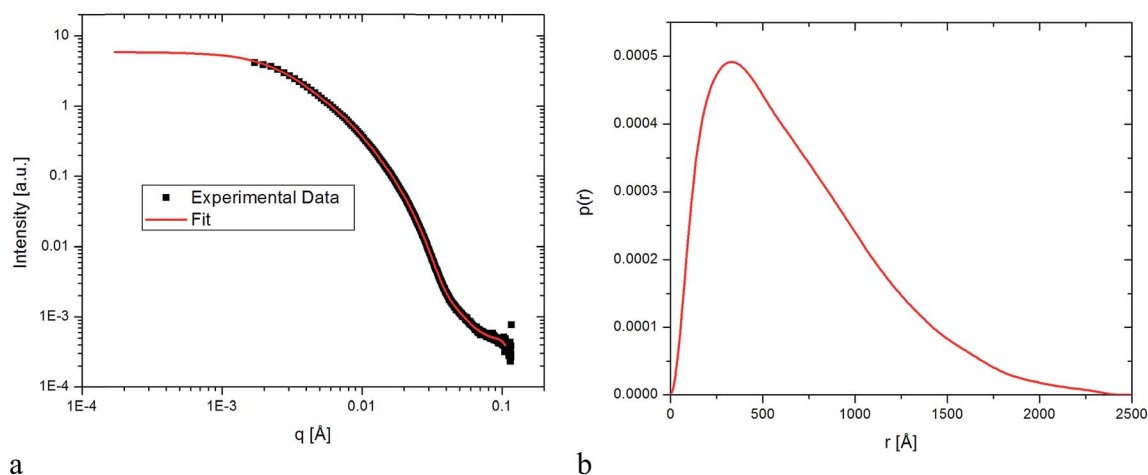 10
1
0.1
0.01
1E-3
1E-4
Intensity [a.u.]
Experimental Data
Fit
1E-4 1E-3 0.01 0.1
q [Å]
a
0.0005
0.0004
0.0003
0.0002
0.0001
0.0000
p(r)
0 500 1000 1500 2000 2500
r [Å]
b